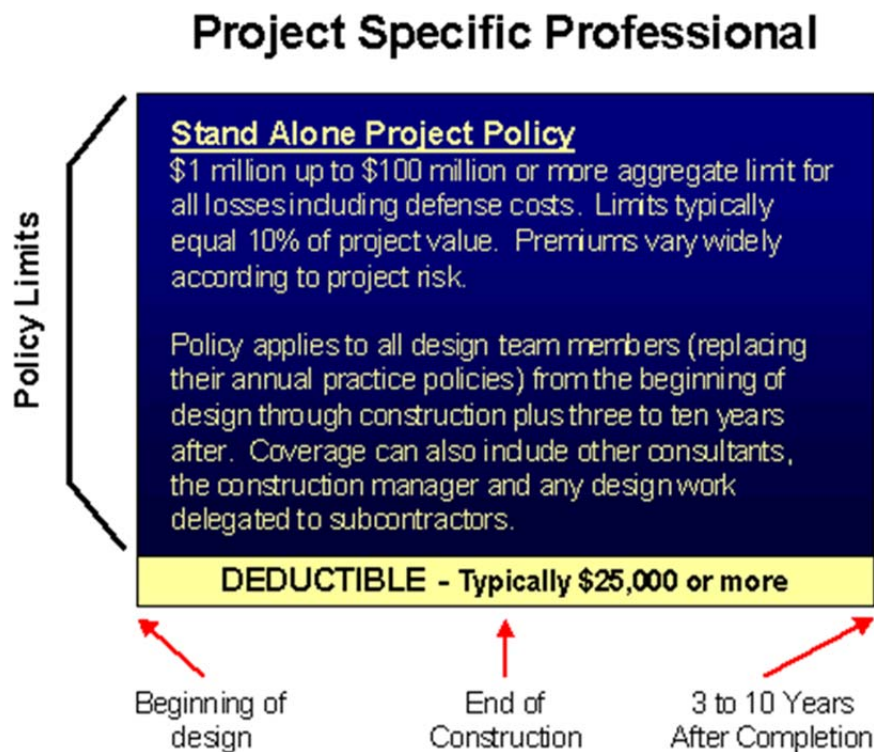 Project Specific Professional
Policy Limits
Stand Alone Project Policy
$1 million up to $100 million or more aggregate limit for
all losses including defense costs. Limits typically
equal 10% of project value. Premiums vary widely
according to project risk.
Policy applies to all design team members (replacing
their annual practice policies) from the beginning of
design through construction plus three to ten years
after. Coverage can also include other consultants,
the construction manager and any design work
delegated to subcontractors.
DEDUCTIBLE - Typically $25,000 or more
Beginning of
design
End of
Construction
3 to 10 Years
After Completion